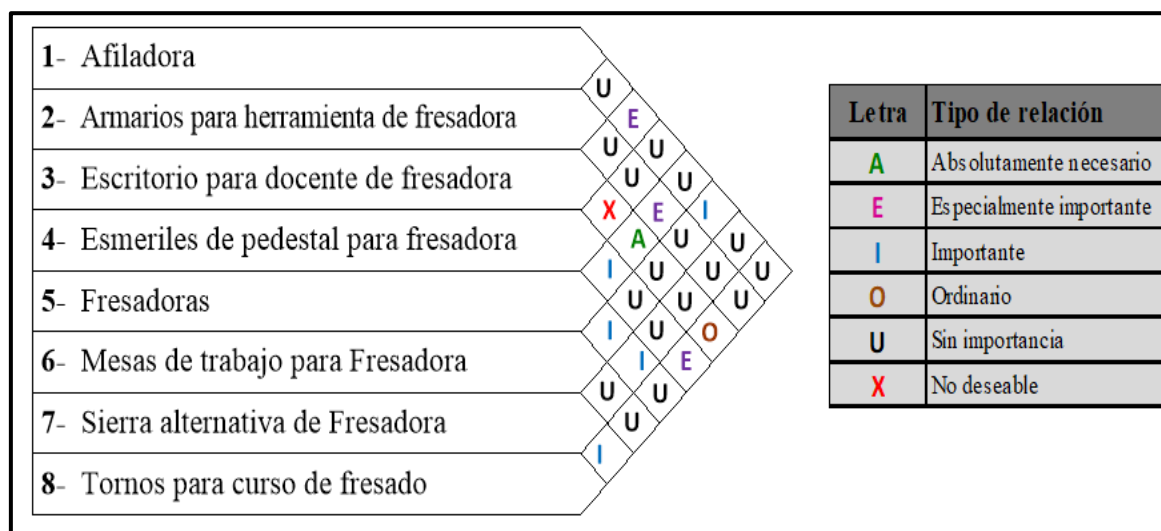 1- Afiladora
2- Armarios para herramienta de fresadora
3- Escritorio para docente de fresadora
4- Esmeriles de pedestal para fresadora
5- Fresadoras
6- Mesas de trabajo para Fresadora
7- Sierra alternativa de Fresadora
8- Tornos para curso de fresado
U
E
U U
U U
X E I
A U U
I U U U
U U U
I U O
I E
U U
U
I
Letra Tipo de relación
A Absolutamente necesario
E Especialmente importante
I Importante
O Ordinario
U Sin importancia
X No deseable